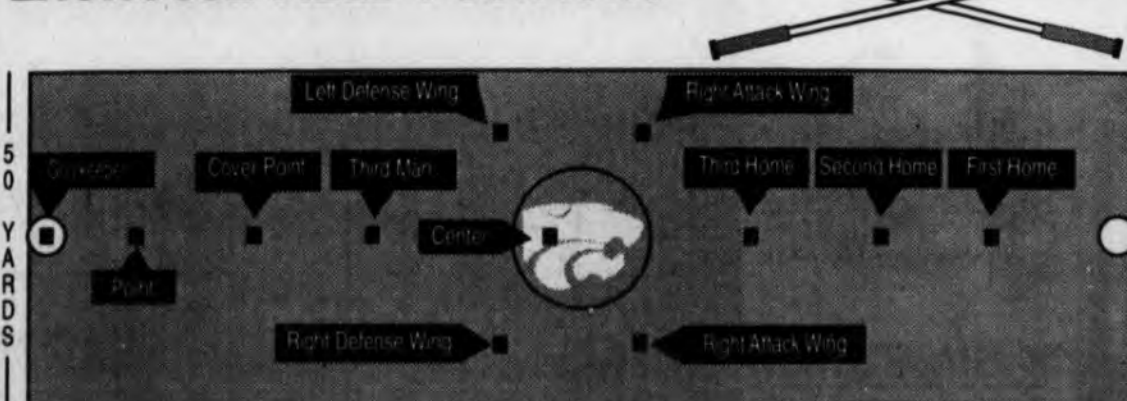 Left Defense Wing
Right Attack Wing
50 YARDS
Goalkeeper
Cover Point
Third Man
Third Home
Second Home
First Home
Center
Point
Right Defense Wing
Right Attack Wing